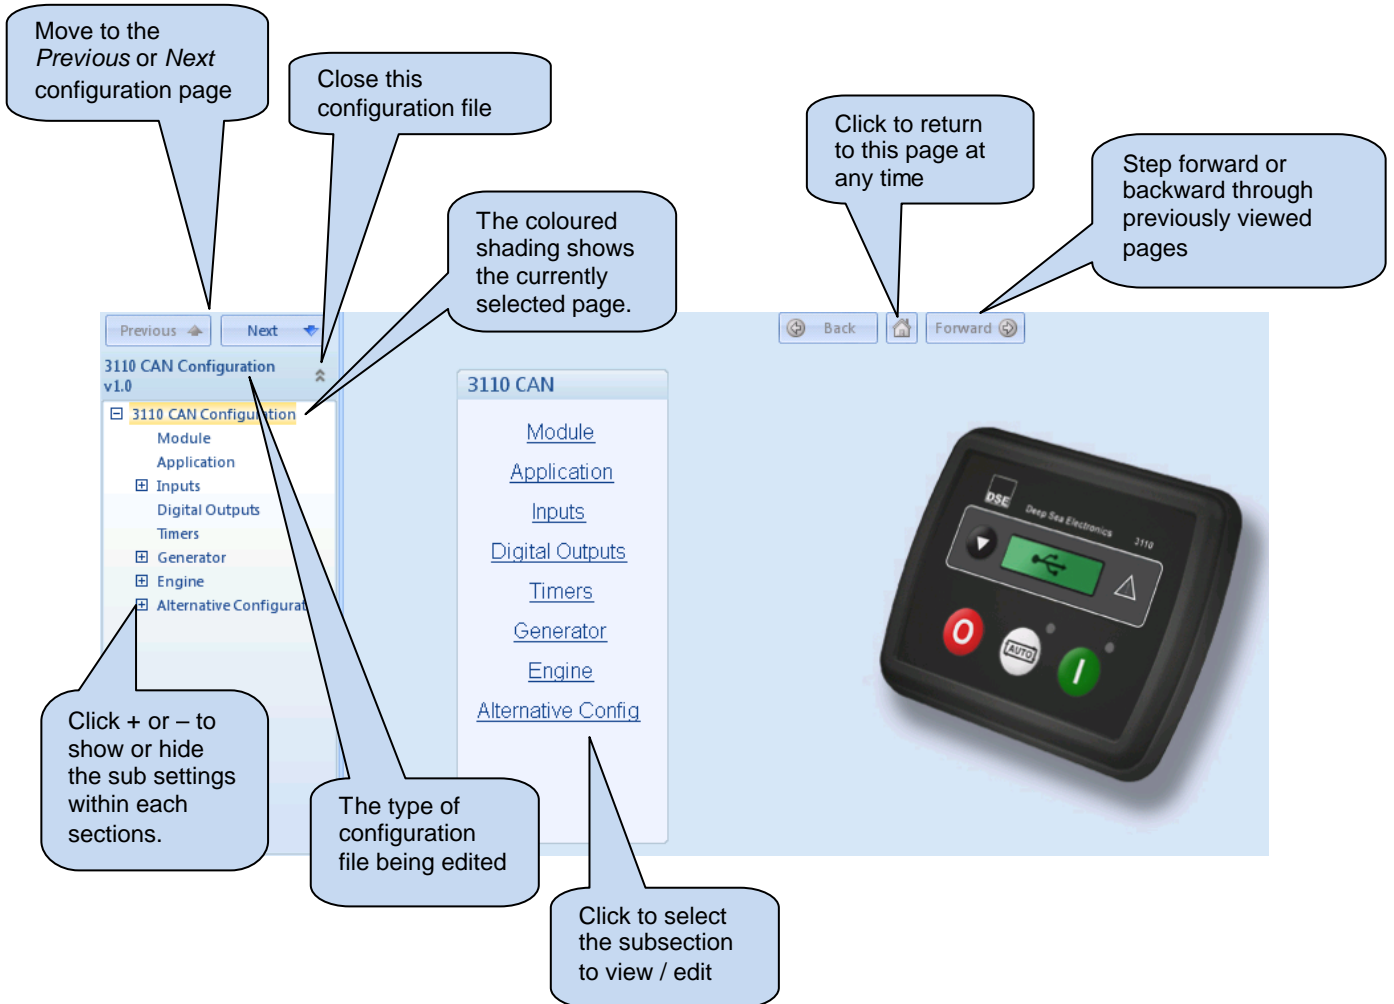 Move to the
Previous or Next
configuration page
Close this
configuration file
Click to return
to this page at
any time
Step forward or
backward through
previously viewed
pages
The coloured
shading shows
the currently
selected page.
Previous
Next
Back
Forward
3110 CAN Configuration
v1.0
3110 CAN Configuration
Module
Application
Inputs
Digital Outputs
Timers
Generator
Engine
Alternative Configurat
3110 CAN
Module
Application
Inputs
Digital Outputs
Timers
Generator
Engine
Alternative Config
DSE
Deep Sea Electronics
3110
O
AUTO
I
Click + or – to
show or hide
the sub settings
within each
sections.
The type of
configuration
file being edited
Click to select
the subsection
to view / edit